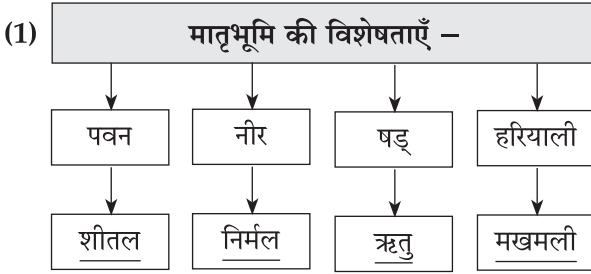 (1) मातृभूमि की विशेषताएँ –
पवन नीर षड् हरियाली
शीतल निर्मल ऋतु मखमली